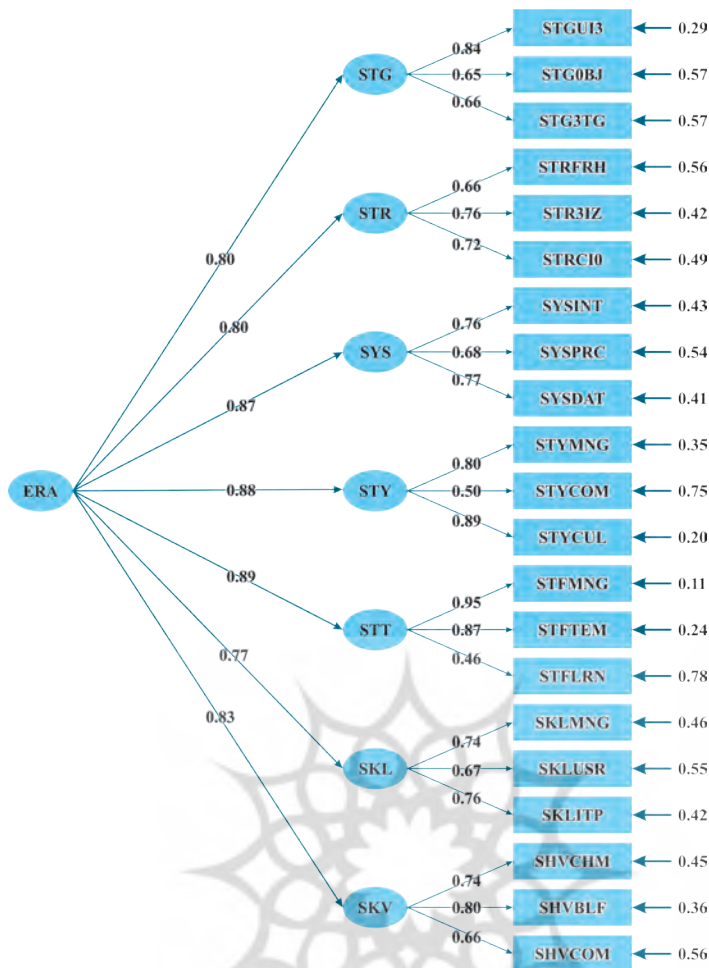 STGUI3 0.29
0.84
STG 0.65 STG0BJ 0.57
0.66
STG3TG 0.57
STRFRH 0.56
0.66
STR 0.76 STR3IZ 0.42
0.72
STRCI0 0.49
0.80
SYSINT 0.43
0.80
0.76
SYS 0.68 SYSPRC 0.54
0.77
SYSDAT 0.41
0.87
STYMNG 0.35
0.80
ERA 0.88 STY 0.50 STYCOM 0.75
0.89
STYCUL 0.20
0.89
STFMNG 0.11
0.95
STT 0.87 STFTEM 0.24
0.46
0.77
STFLRN 0.78
0.83
SKLMNG 0.46
0.74
SKL 0.67 SKLUSR 0.55
0.76
SKLITP 0.42
SHVCHM 0.45
0.74
SKV 0.80 SHVBLF 0.36
0.66
SHVCOM 0.56